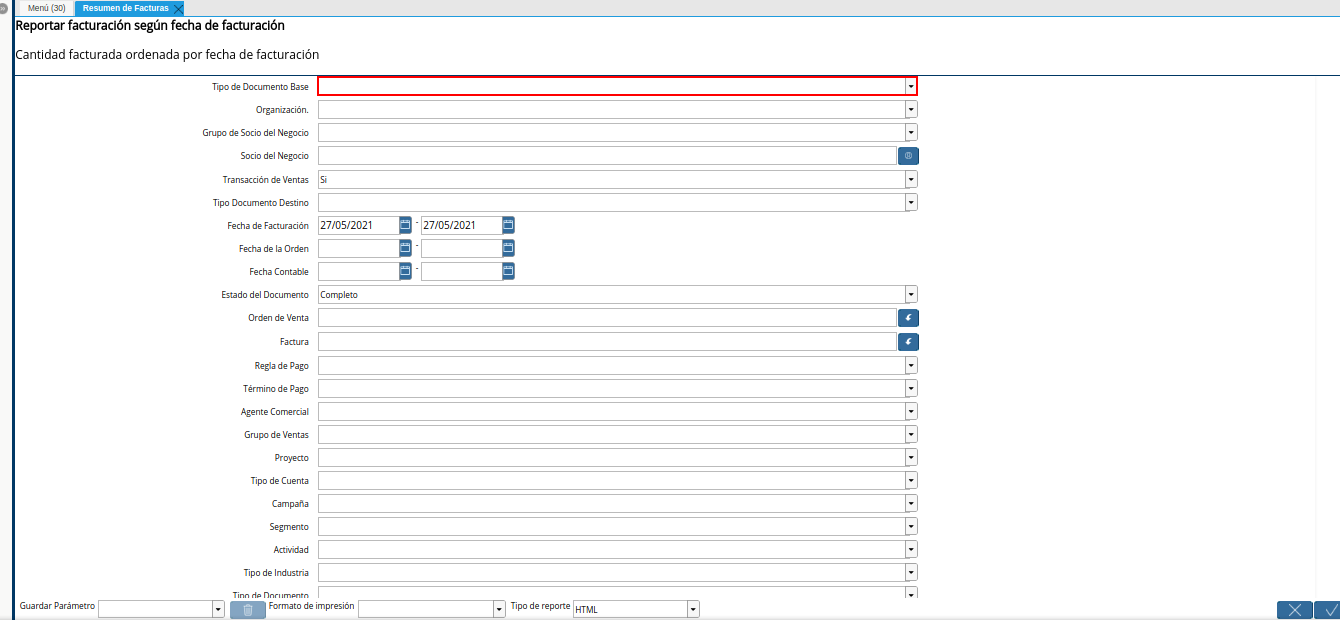 Menú (30) Resumen de Facturas
Reportar facturación según fecha de facturación
Cantidad facturada ordenada por fecha de facturación
Tipo de Documento Base
Organización.
Grupo de Socio del Negocio
Socio del Negocio
Transacción de Ventas Si
Tipo Documento Destino
Fecha de Facturación 27/05/2021 - 27/05/2021
Fecha de la Orden -
Fecha Contable -
Estado del Documento Completo
Orden de Venta
Factura
Regla de Pago
Término de Pago
Agente Comercial
Grupo de Ventas
Proyecto
Tipo de Cuenta
Campaña
Segmento
Actividad
Tipo de Industria
Tipo de Documento
Guardar Parámetro Formato de impresión Tipo de reporte HTML